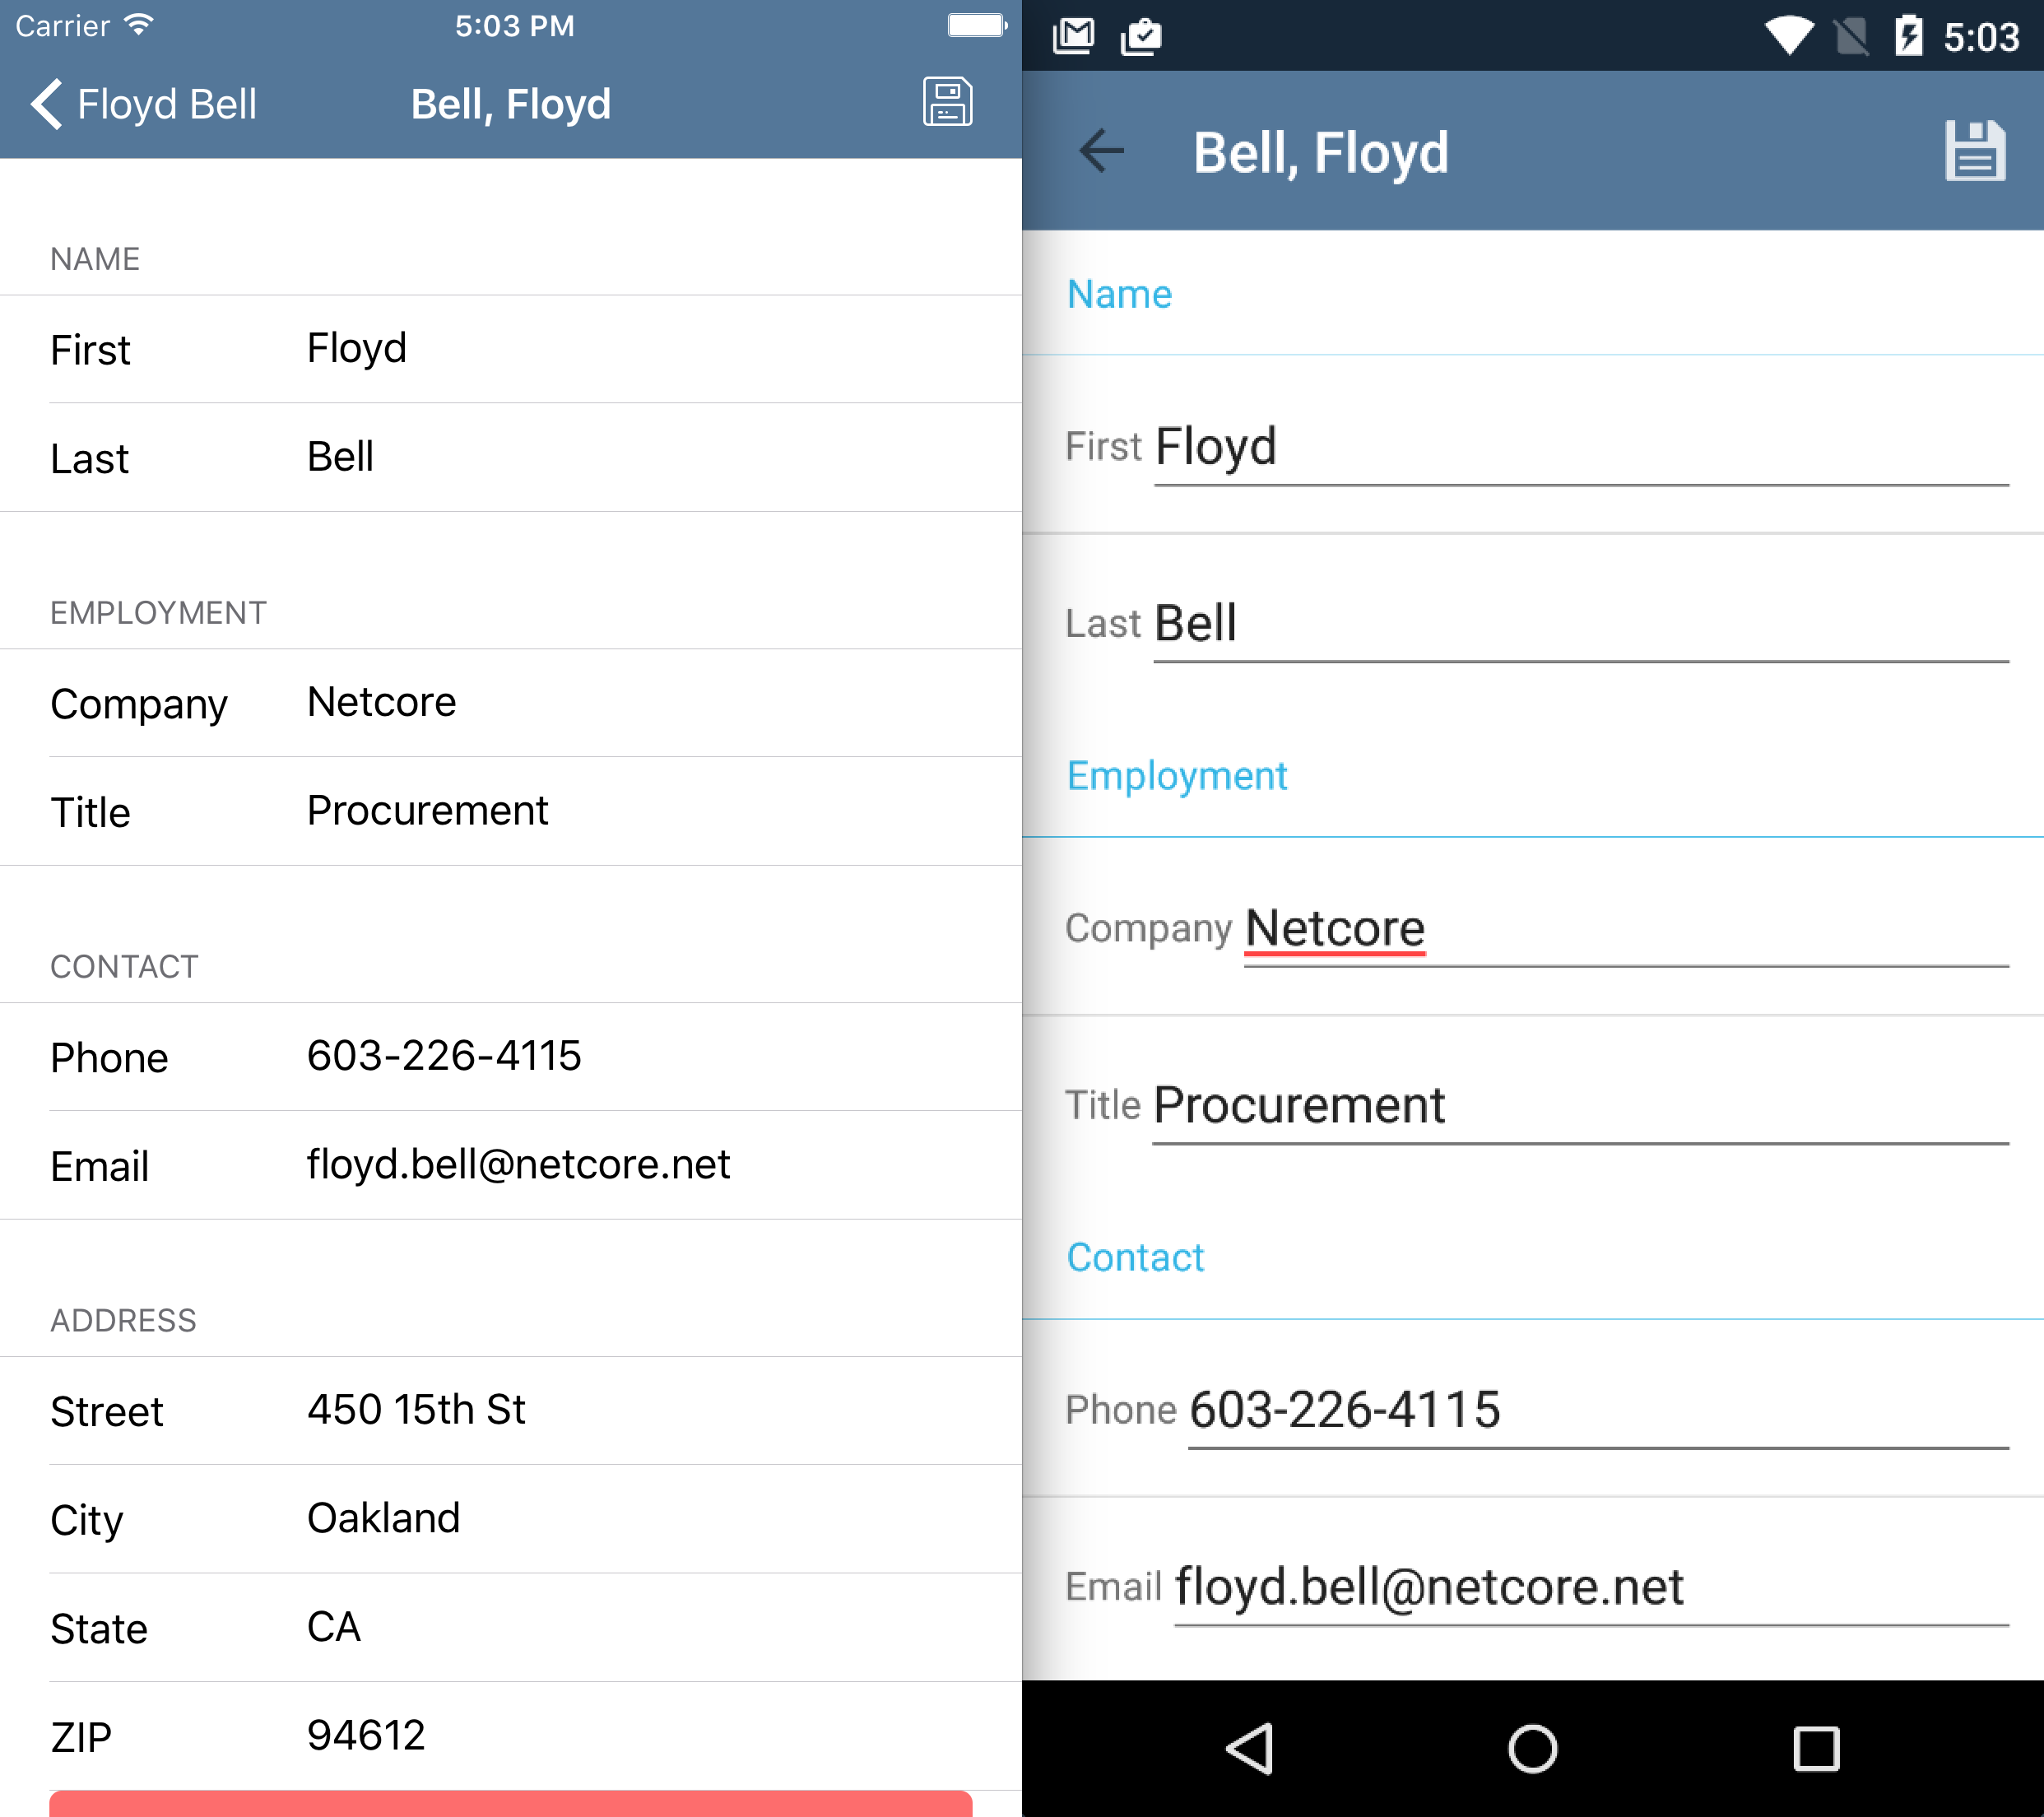 Carrier 5:03 PM
Floyd Bell Bell, Floyd
NAME
First Floyd
Last Bell
EMPLOYMENT
Company Netcore
Title Procurement
CONTACT
Phone 603-226-4115
Email floyd.bell@netcore.net
ADDRESS
Street 450 15th St
City Oakland
State CA
ZIP 94612
5:03
Bell, Floyd
Name
First Floyd
Last Bell
Employment
Company Netcore
Title Procurement
Contact
Phone 603-226-4115
Email floyd.bell@netcore.net